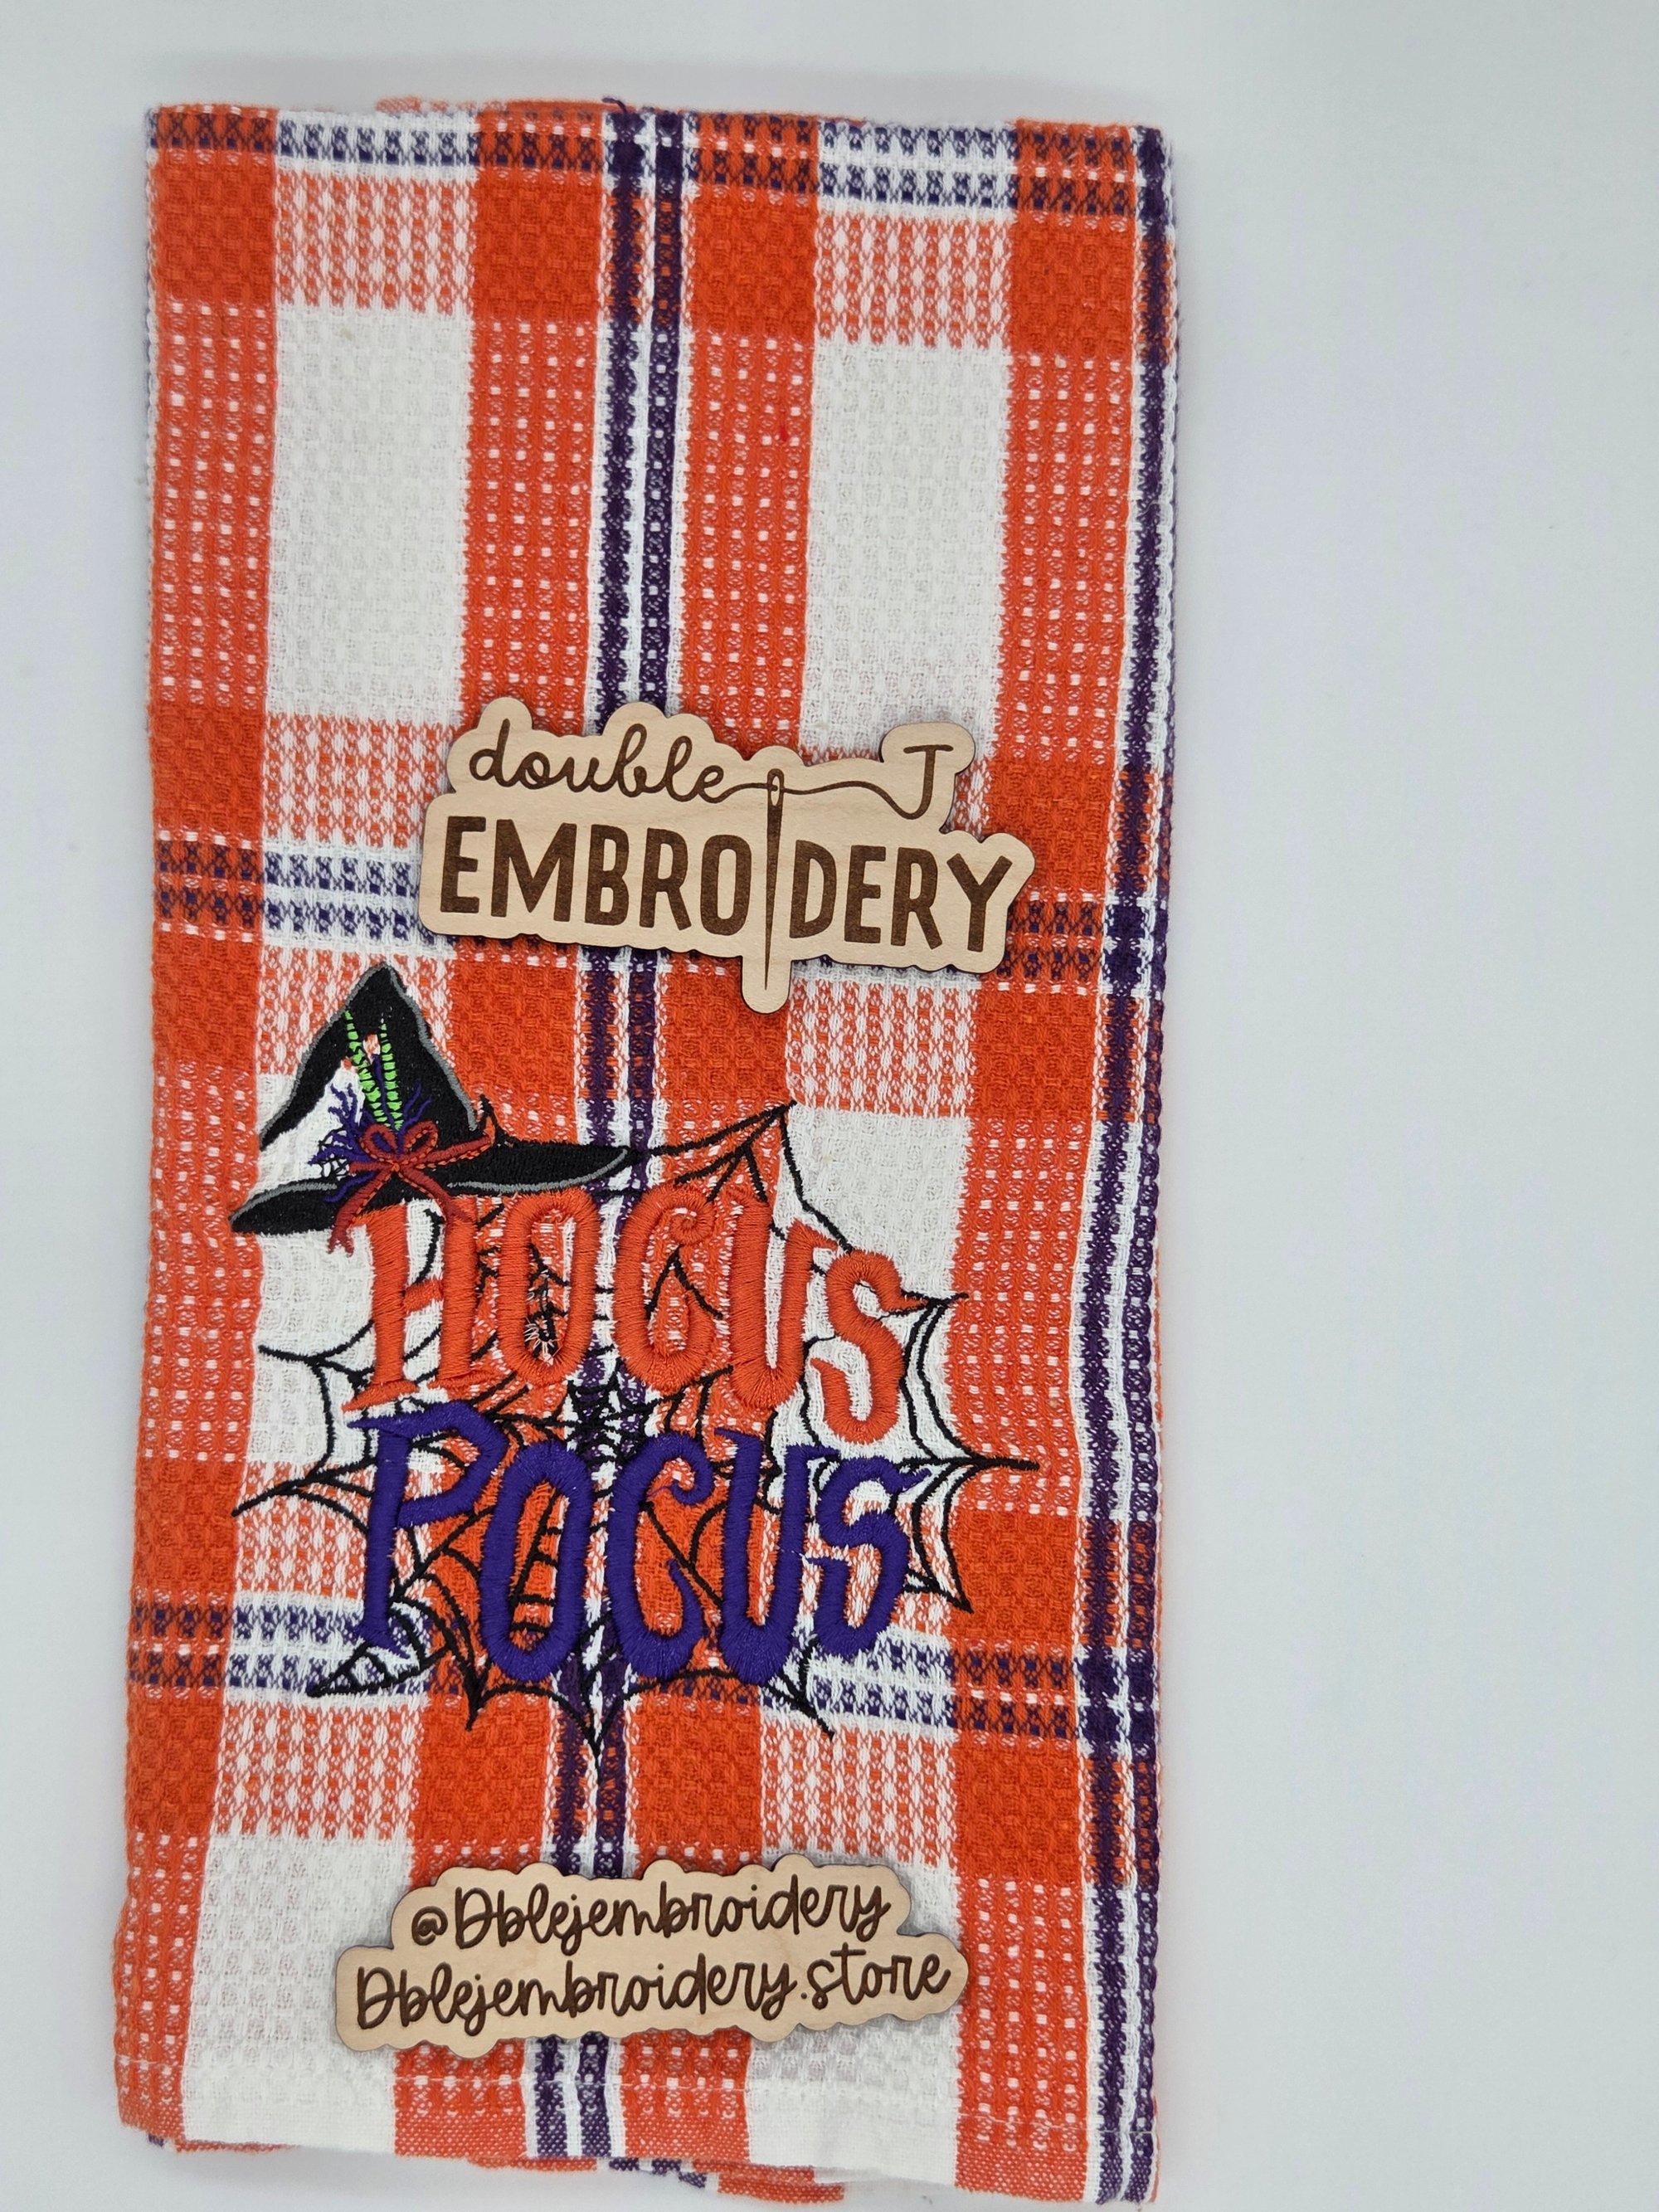 double J
EMBROIDERY
HOCUS
POCUS
@Dblejembroidery
Dblejembroidery.store